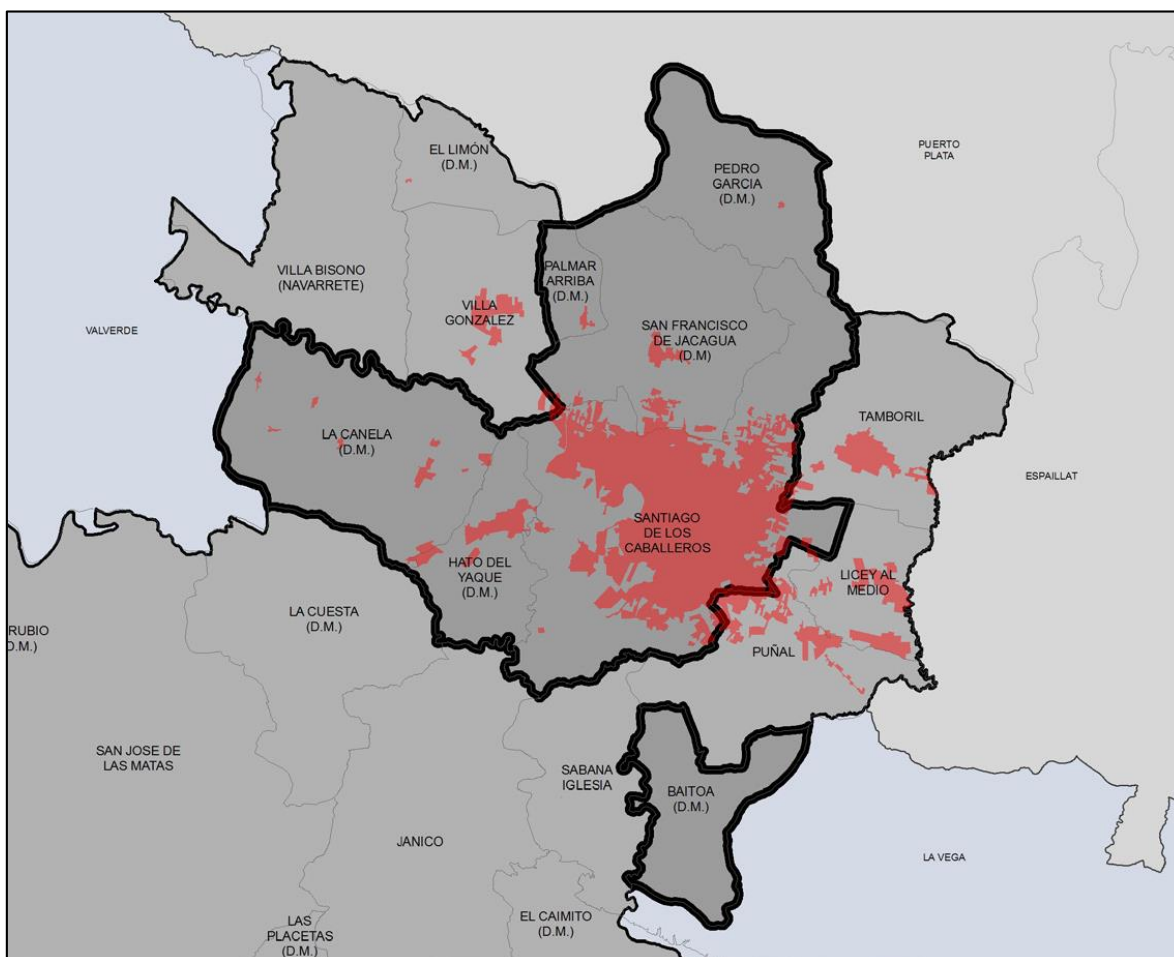 PUERTO
PLATA
EL LIMÓN
(D.M.)
PEDRO
GARCIA
(D.M.)
VILLA BISONO
(NAVARRETE)
PALMAR
ARRIBA
(D.M.)
VILLA
GONZALEZ
SAN FRANCISCO
DE JACAGUA
(D.M)
VALVERDE
TAMBORIL
LA CANELA
(D.M.)
ESPAILLAT
SANTIAGO
DE LOS
CABALLEROS
HATO DEL
YAQUE
(D.M.)
LICEY AL
MEDIO
LA CUESTA
(D.M.)
RUBIO
D.M.)
PUÑAL
SAN JOSE DE
LAS MATAS
SABANA
IGLESIA
BAITOA
(D.M.)
JANICO
LA VEGA
LAS
PLACETAS
(D.M.)
EL CAIMITO
(D.M.)